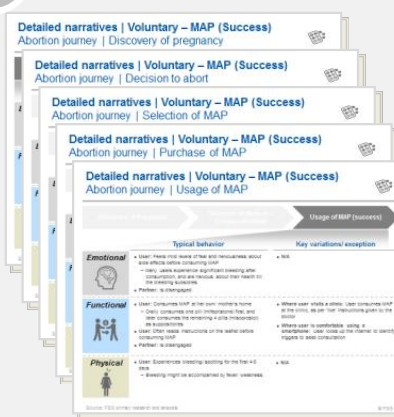 Detailed narratives | Voluntary – MAP (Success)
Abortion journey | Discovery of pregnancy
Detailed narratives | Voluntary – MAP (Success)
Abortion journey | Decision to abort
Detailed narratives | Voluntary – MAP (Success)
Abortion journey | Selection of MAP
Detailed narratives | Voluntary – MAP (Success)
Abortion journey | Purchase of MAP
Detailed narratives | Voluntary – MAP (Success)
Abortion journey | Usage of MAP
Usage of MAP (success)
Typical behavior
Key variations/ exception
Emotional
• User: Feels mild levels of fear and nervousness about
side effects before consuming MAP
– Many users experience significant bleeding after
consumption, and are nervous about their health till
the bleeding subsides
• Partner: Is disengaged
• N/A
Functional
• User: Consumes MAP at her own/ mother's home
– Orally consumes one pill (mifepristone) first, and
later consumes the remaining 4 pills (misoprostol)
as suppositories
• User: Often reads instructions on the leaflet before
consuming MAP
• Partner: Is disengaged
• Where user visits a clinic: User consumes MAP
at the clinic, as per instructions given by the
doctor
• Where user is comfortable using a
smartphone: User looks up the internet to identify
triggers to seek consultation
Physical
• User: Experiences bleeding/ spotting for the first 4-5
days
– Bleeding might be accompanied by fever/ weakness
• N/A
Source: FSG primary research and analysis
© FSG